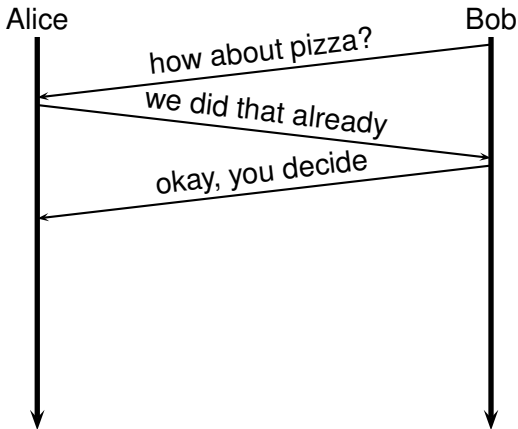 Alice
Bob
how about pizza?
we did that already
okay, you decide